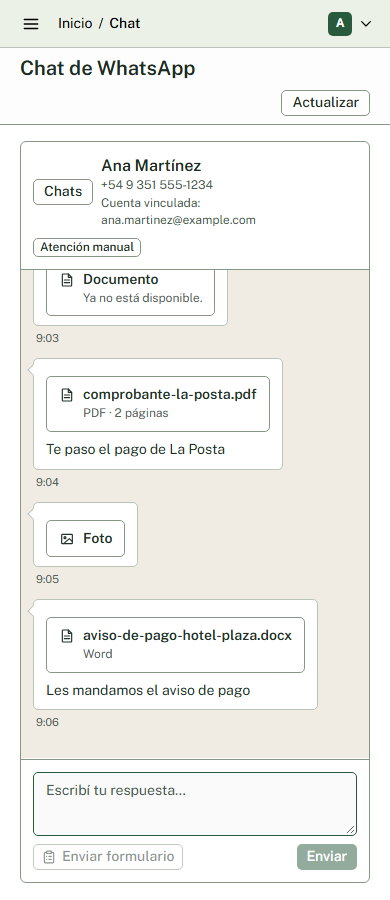 Inicio / Chat
A
Chat de WhatsApp
Actualizar
Chats
Ana Martínez
+54 9 351 555-1234
Cuenta vinculada:
ana.martinez@example.com
Atención manual
Documento
Ya no está disponible.
9:03
comprobante-la-posta.pdf
PDF · 2 páginas
Te paso el pago de La Posta
9:04
Foto
9:05
aviso-de-pago-hotel-plaza.docx
Word
Les mandamos el aviso de pago
9:06
Escribí tu respuesta...
Enviar formulario
Enviar